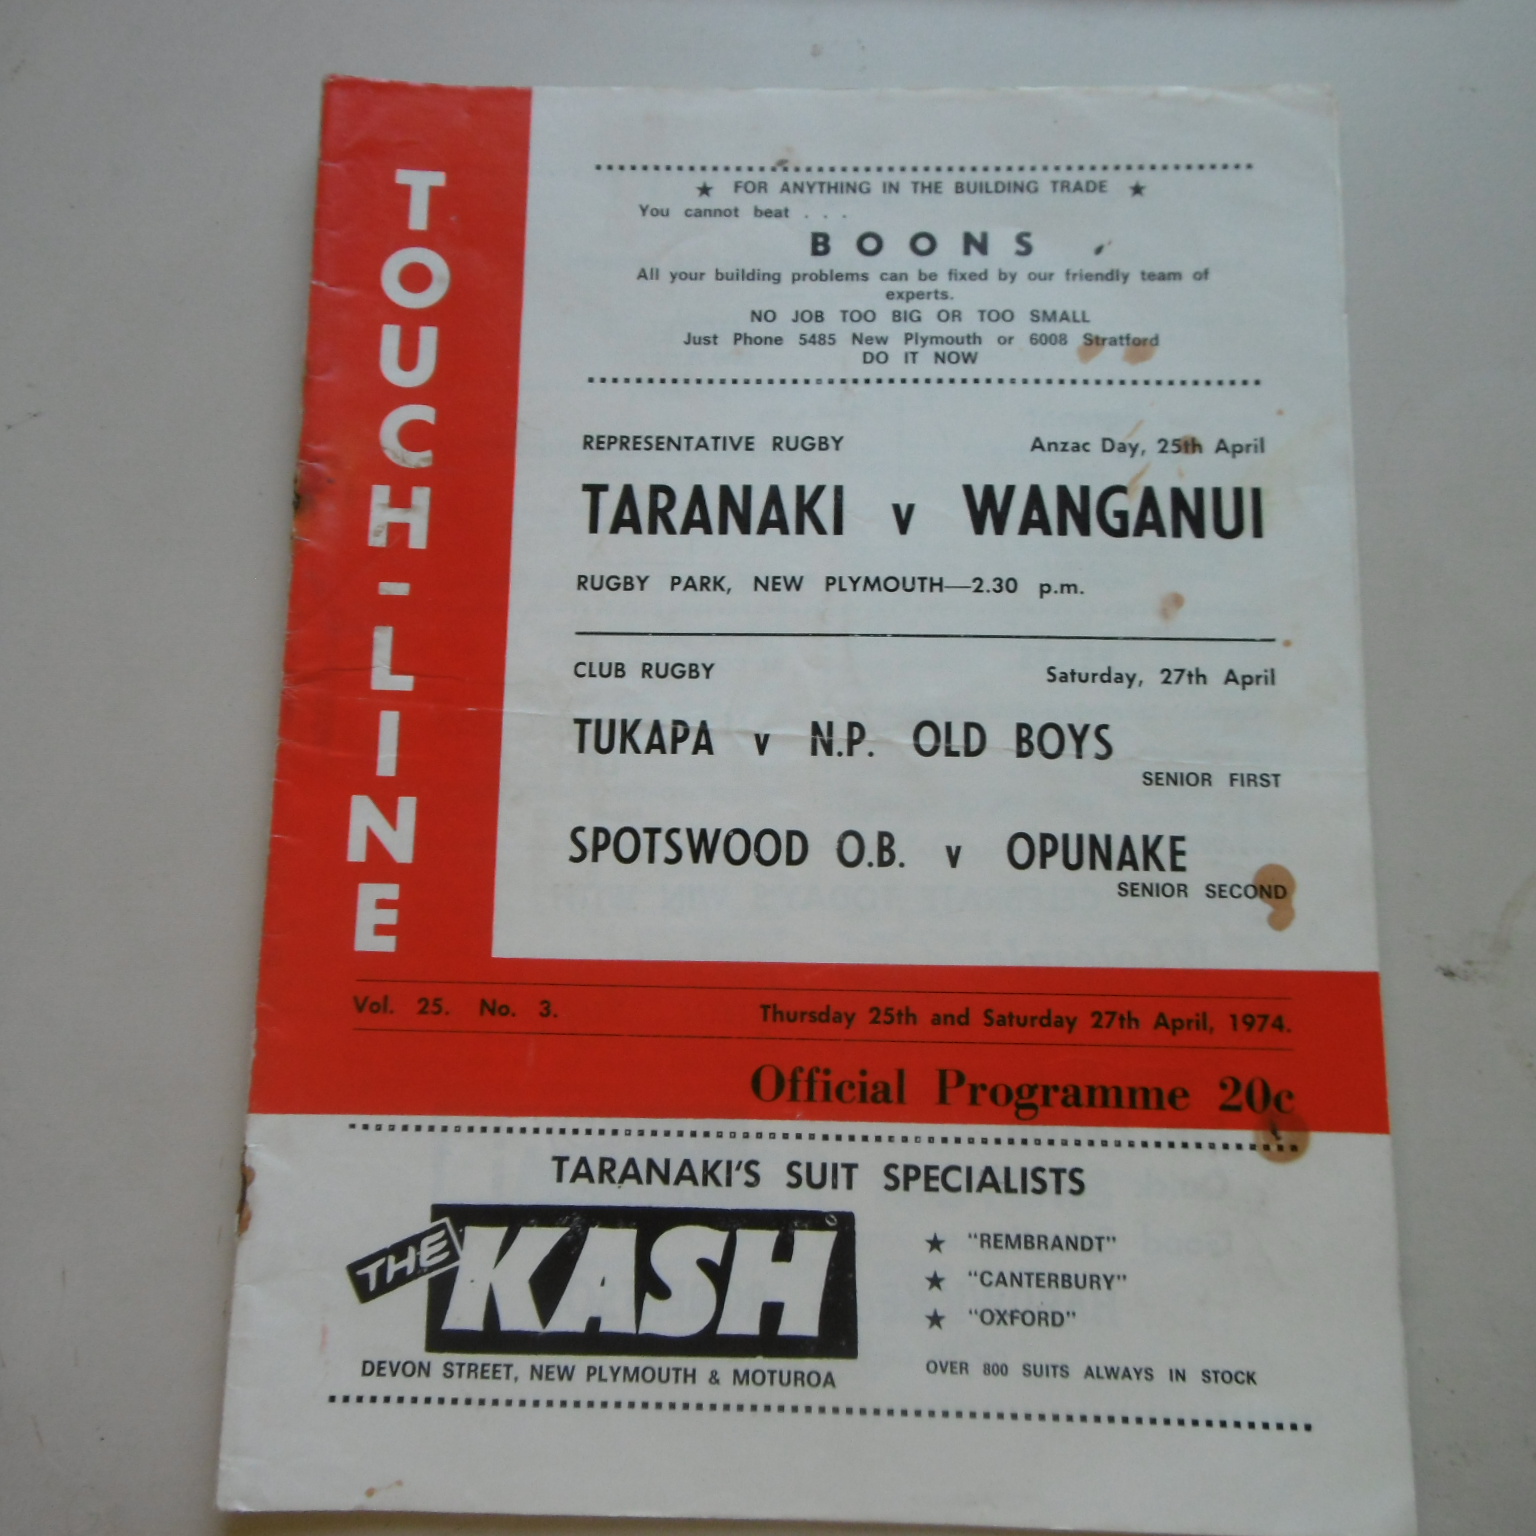 TOUCH-LINE
★ FOR ANYTHING IN THE BUILDING TRADE ★
You cannot beat . . .
BOONS
All your building problems can be fixed by our friendly team of
experts.
NO JOB TOO BIG OR TOO SMALL
Just Phone 5485 New Plymouth or 6008 Stratford
DO IT NOW
REPRESENTATIVE RUGBY Anzac Day, 25th April
TARANAKI v WANGANUI
RUGBY PARK, NEW PLYMOUTH—2.30 p.m.
CLUB RUGBY Saturday, 27th April
TUKAPA v N.P. OLD BOYS
SENIOR FIRST
SPOTSWOOD O.B. v OPUNAKE
SENIOR SECOND
Vol. 25. No. 3. Thursday 25th and Saturday 27th April, 1974.
Official Programme 20c
TARANAKI'S SUIT SPECIALISTS
THE KASH
★ "REMBRANDT"
★ "CANTERBURY"
★ "OXFORD"
DEVON STREET, NEW PLYMOUTH & MOTUROA
OVER 800 SUITS ALWAYS IN STOCK